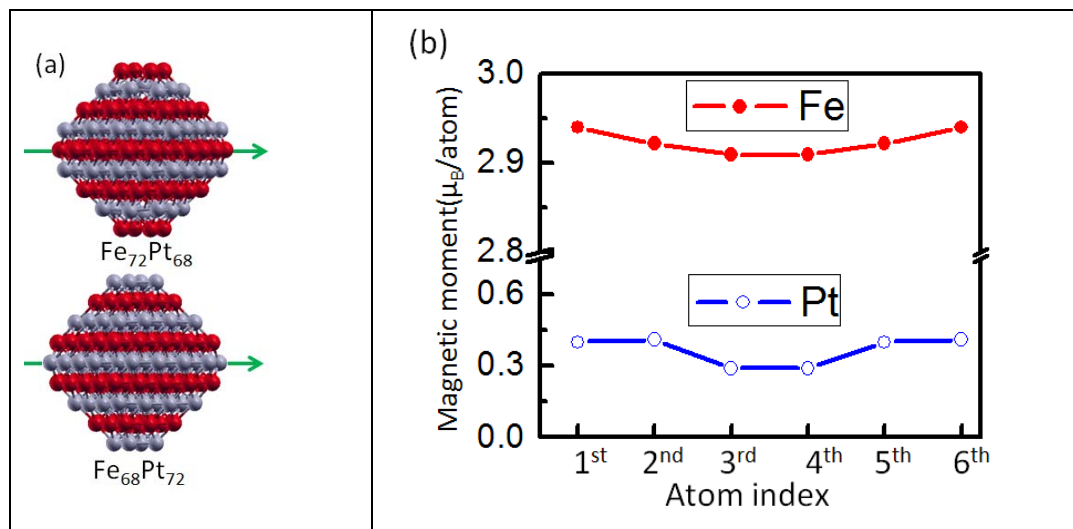 (a)
Fe₇₂Pt₆₈
Fe₆₈Pt₇₂
(b)
Magnetic moment(μ_B/atom)
3.0
2.9
2.8
0.6
0.3
0.0
Fe
Pt
1st 2nd 3rd 4th 5th 6th
Atom index